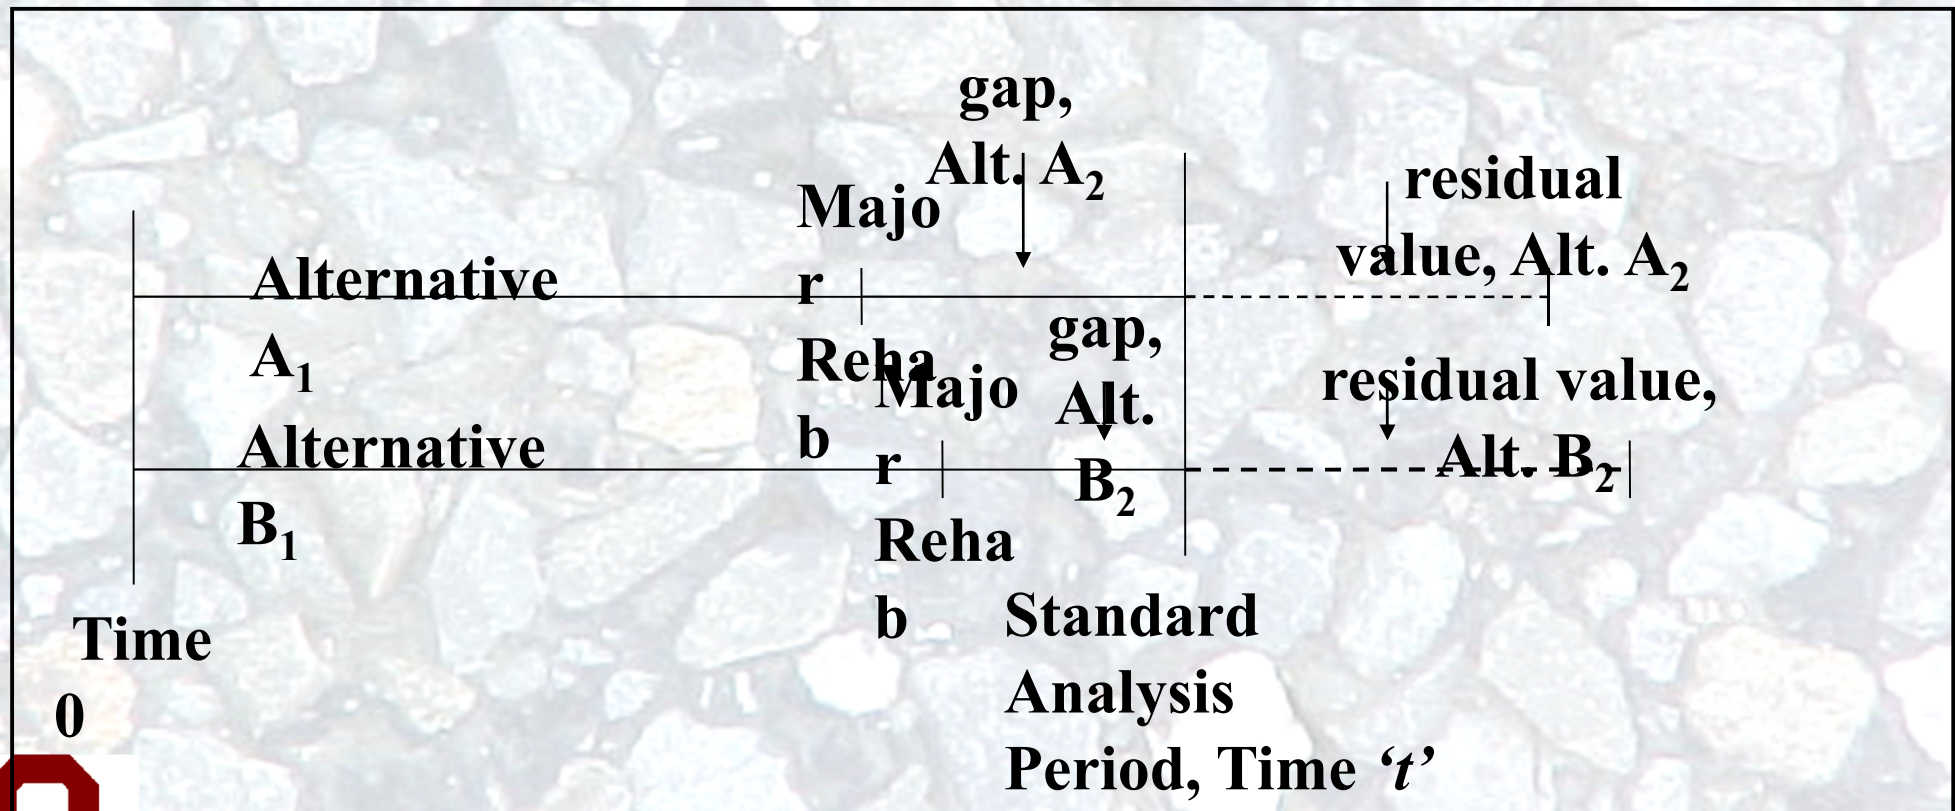 gap,
Alt. A₂
Majo
r
Reha
b
residual
value, Alt. A₂
Alternative
A₁
gap,
Alt.
B₂
Majo
r
Reha
b
residual value,
Alt. B₂
Alternative
B₁
Time
0
Standard
Analysis
Period, Time ‘t’